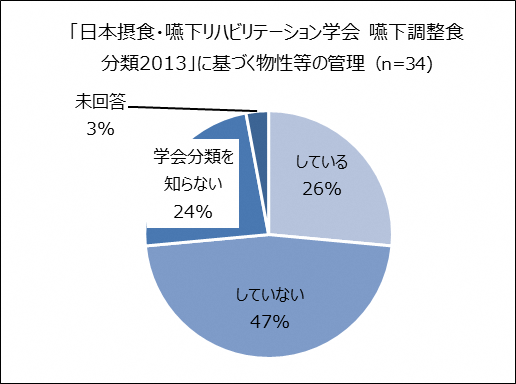 「日本摂食・嚥下リハビリテーション学会 嚥下調整食
分類2013」に基づく物性等の管理 (n=34)
未回答
3%
学会分類を
知らない
24%
している
26%
していない
47%